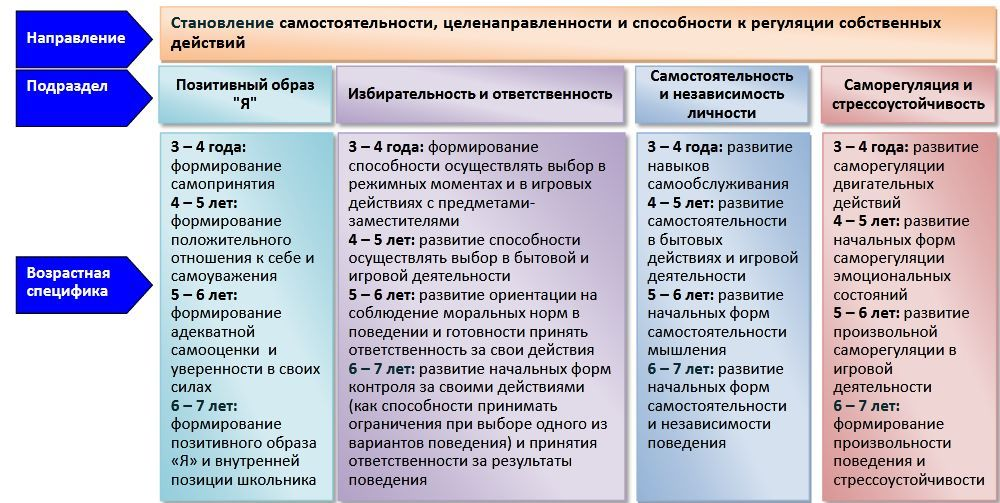 Направление
Становление самостоятельности, целенаправленности и способности к регуляции собственных
действий
Подраздел
Позитивный образ
"Я"
Избирательность и ответственность
Самостоятельность
и независимость
личности
Саморегуляция и
стрессоустойчивость
Возрастная
специфика
3 – 4 года:
формирование
самопринятия
4 – 5 лет:
формирование
положительного
отношения к себе и
самоуважения
5 – 6 лет:
формирование
адекватной
самооценки и
уверенности в своих
силах
6 – 7 лет:
формирование
позитивного образа
«Я» и внутренней
позиции школьника
3 – 4 года: формирование
способности осуществлять выбор в
режимных моментах и в игровых
действиях с предметами-
заместителями
4 – 5 лет: развитие способности
осуществлять выбор в бытовой и
игровой деятельности
5 – 6 лет: развитие ориентации на
соблюдение моральных норм в
поведении и готовности принять
ответственность за свои действия
6 – 7 лет: развитие начальных форм
контроля за своими действиями
(как способности принимать
ограничения при выборе одного из
вариантов поведения) и принятия
ответственности за результаты
поведения
3 – 4 года: развитие
навыков
самообслуживания
4 – 5 лет: развитие
самостоятельности
в бытовых
действиях и игровой
деятельности
5 – 6 лет: развитие
начальных форм
самостоятельности
мышления
6 – 7 лет: развитие
начальных форм
самостоятельности
и независимости
поведения
3 – 4 года: развитие
саморегуляции
двигательных
действий
4 – 5 лет: развитие
начальных форм
саморегуляции
эмоциональных
состояний
5 – 6 лет: развитие
произвольной
саморегуляции в
игровой
деятельности
6 – 7 лет:
формирование
произвольности
поведения и
стрессоустойчивости